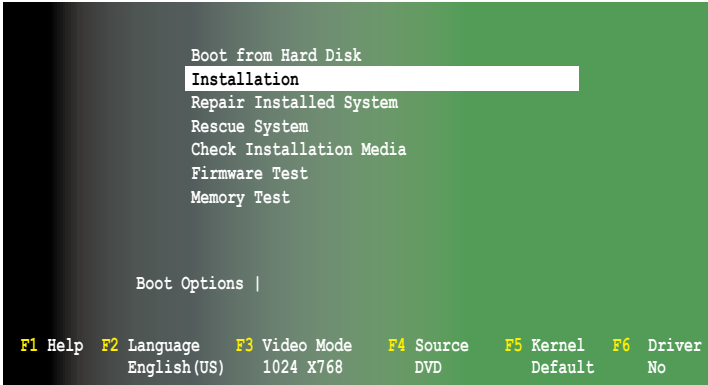 Boot from Hard Disk
Installation
Repair Installed System
Rescue System
Check Installation Media
Firmware Test
Memory Test
Boot Options |
F1 Help F2 Language F3 Video Mode F4 Source F5 Kernel F6 Driver
English(US) 1024 X768 DVD Default No